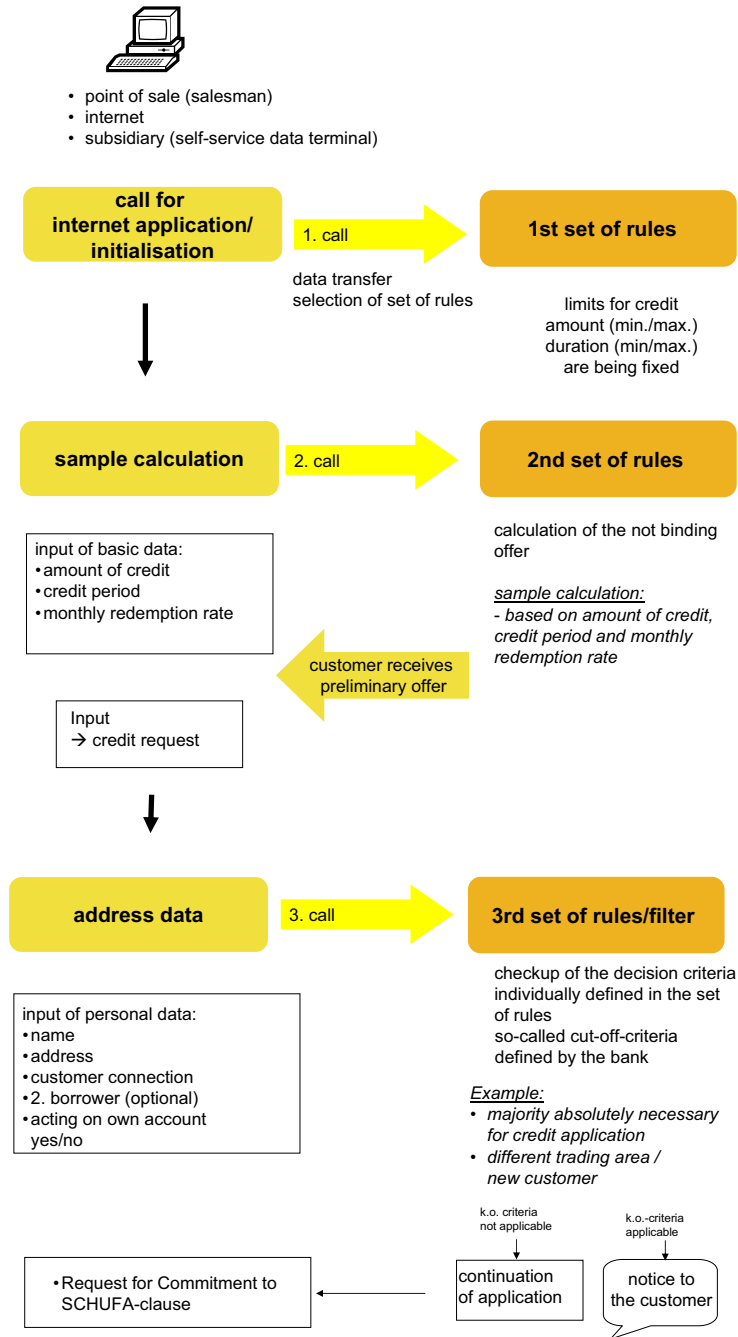 • point of sale (salesman)
• internet
• subsidiary (self-service data terminal)
call for
internet application/
initialisation
1. call
1st set of rules
data transfer
selection of set of rules
limits for credit
amount (min./max.)
duration (min/max.)
are being fixed
sample calculation
2. call
2nd set of rules
input of basic data:
•amount of credit
•credit period
•monthly redemption rate
calculation of the not binding
offer
sample calculation:
- based on amount of credit,
credit period and monthly
redemption rate
customer receives
preliminary offer
Input
→ credit request
address data
3. call
3rd set of rules/filter
input of personal data:
•name
•address
•customer connection
•2. borrower (optional)
•acting on own account
yes/no
checkup of the decision criteria
individually defined in the set
of rules
so-called cut-off-criteria
defined by the bank
Example:
• majority absolutely necessary
for credit application
• different trading area /
new customer
k.o. criteria
not applicable
k.o.-criteria
applicable
•Request for Commitment to
SCHUFA-clause
continuation
of application
notice to
the customer